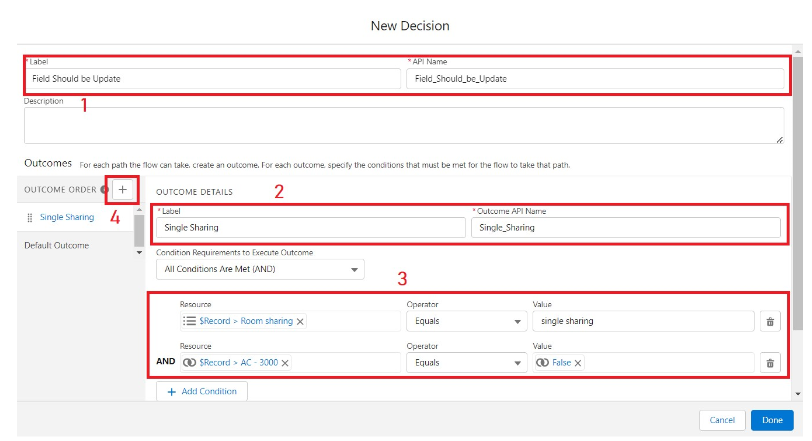 New Decision
* Label
* API Name
Field Should be Update
Field_Should_be_Update
1
Description
Outcomes For each path the flow can take, create an outcome. For each outcome, specify the conditions that must be met for the flow to take that path.
OUTCOME ORDER
4
OUTCOME DETAILS
2
Single Sharing
* Label
* Outcome API Name
Single Sharing
Single_Sharing
Default Outcome
Condition Requirements to Execute Outcome
All Conditions Are Met (AND)
3
Resource
Operator
Value
$Record > Room sharing
Equals
single sharing
Resource
Operator
Value
AND
$Record > AC - 3000
Equals
False
+ Add Condition
Cancel
Done